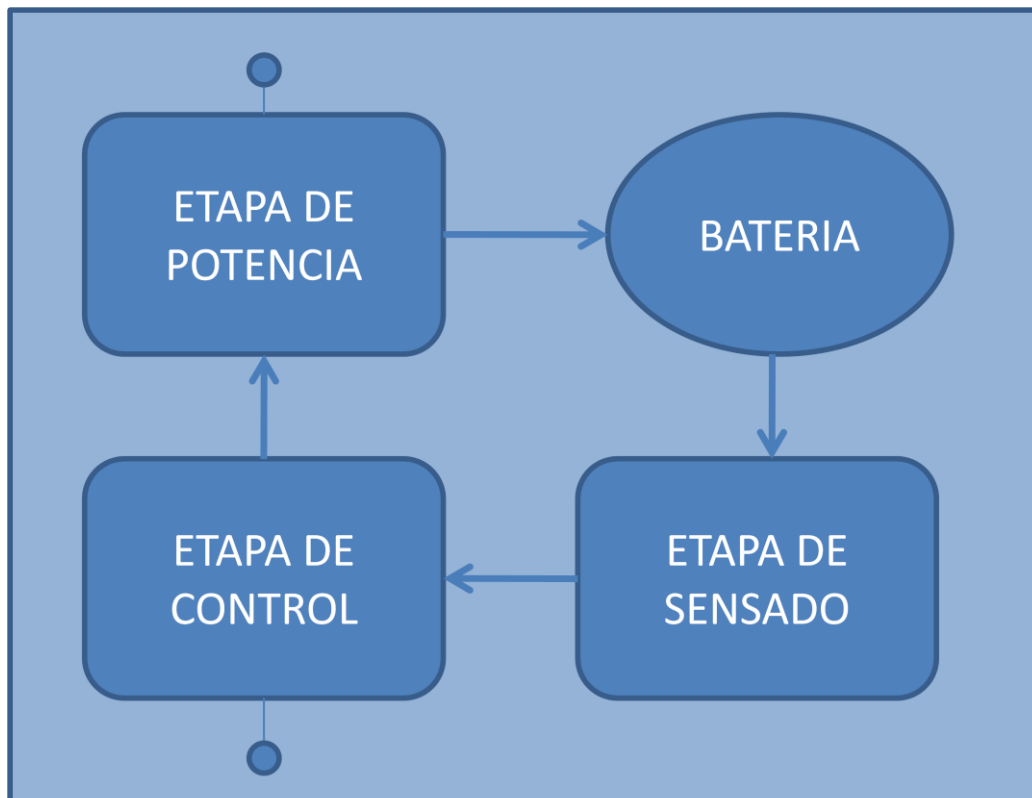 ETAPA DE
POTENCIA
BATERIA
ETAPA DE
CONTROL
ETAPA DE
SENSADO